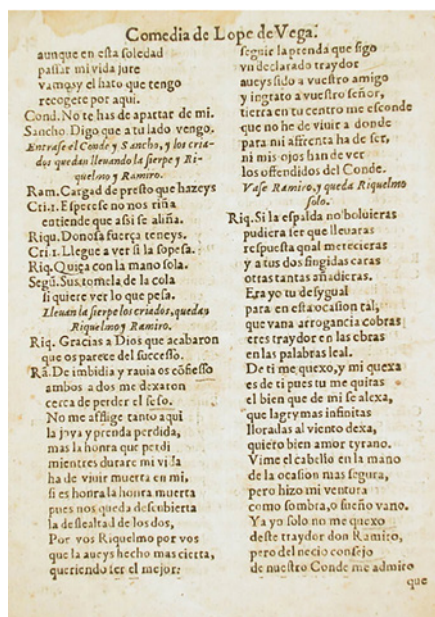 Comedia de Lope de Vega.
aunque en esta soledad
passar mi vida jure
vamos y el hato que tengo
recogere por aqui.
Cond. No te has de apartar de mi.
Sancho. Digo que a tu lado vengo.
Entrase el Conde y Sancho, y los cria-
dos quedan lleuando la sierpe y Ri-
quelmo y Ramiro.
Ram. Cargad de presto que hazeys
Cri. 1. Esperese no nos riña
entiende que assi se aliña.
Riqu. Donosa fuerça teneys.
Cri. 1. Llegue a ver si la sopesa.
Riq. Quiça con la mano sola.
Segū. Sus, tomela de la cola
si quiere ver lo que pesa.
Lleuan la sierpe los criados, quedan
Riquelmo y Ramiro.
Riq. Gracias a Dios que acabaron
que os parece del successo.
Rā. De imbidia y rauia os cōfiesso
ambos a dos me dexaron
cerca de perder el seso.
No me afflige tanto aqui
la joya y prenda perdida,
mas la honra que perdi
mientres durare mi vida
ha de viuir muerta en mi,
si es honra la honra muerta
pues nos queda descubierta
la deslealtad de los dos,
Por vos Riquelmo por vos
que la aueys hecho mas cierta,
queriendo ser el mejor:
seguir la prenda que sigo
vn declarado traydor
aueys sido a vuestro amigo
y ingrato a vuestro señor,
tierra en tu centro me esconde
que no he de viuir a donde
para mi affrenta ha de ser,
ni mis ojos han de ver
los offendidos del Conde.
Vase Ramiro, y queda Riquelmo
solo.
Riq. Si la espalda no boluieras
pudiera ser que lleuaras
respuesta qual merecieras
y a tus dos fingidas caras
otras tantas añadieras.
Era yo tu desygual
para en esta ocasion tal,
que vana arrogancia cobras
eres traydor en las obras
en las palabras leal.
De ti me quexo, y mi quexa
es de ti pues tu me quitas
el bien que de mi se alexa,
que lagrymas infinitas
lloradas al viento dexa,
quiero bien amor tyrano.
Vime el cabello en la mano
de la ocasion mas segura,
pero hizo mi ventura
como sombra, o sueño vano.
Ya yo solo no me quexo
deste traydor don Ramiro,
pero del necio consejo
de nuestro Conde me admiro
que